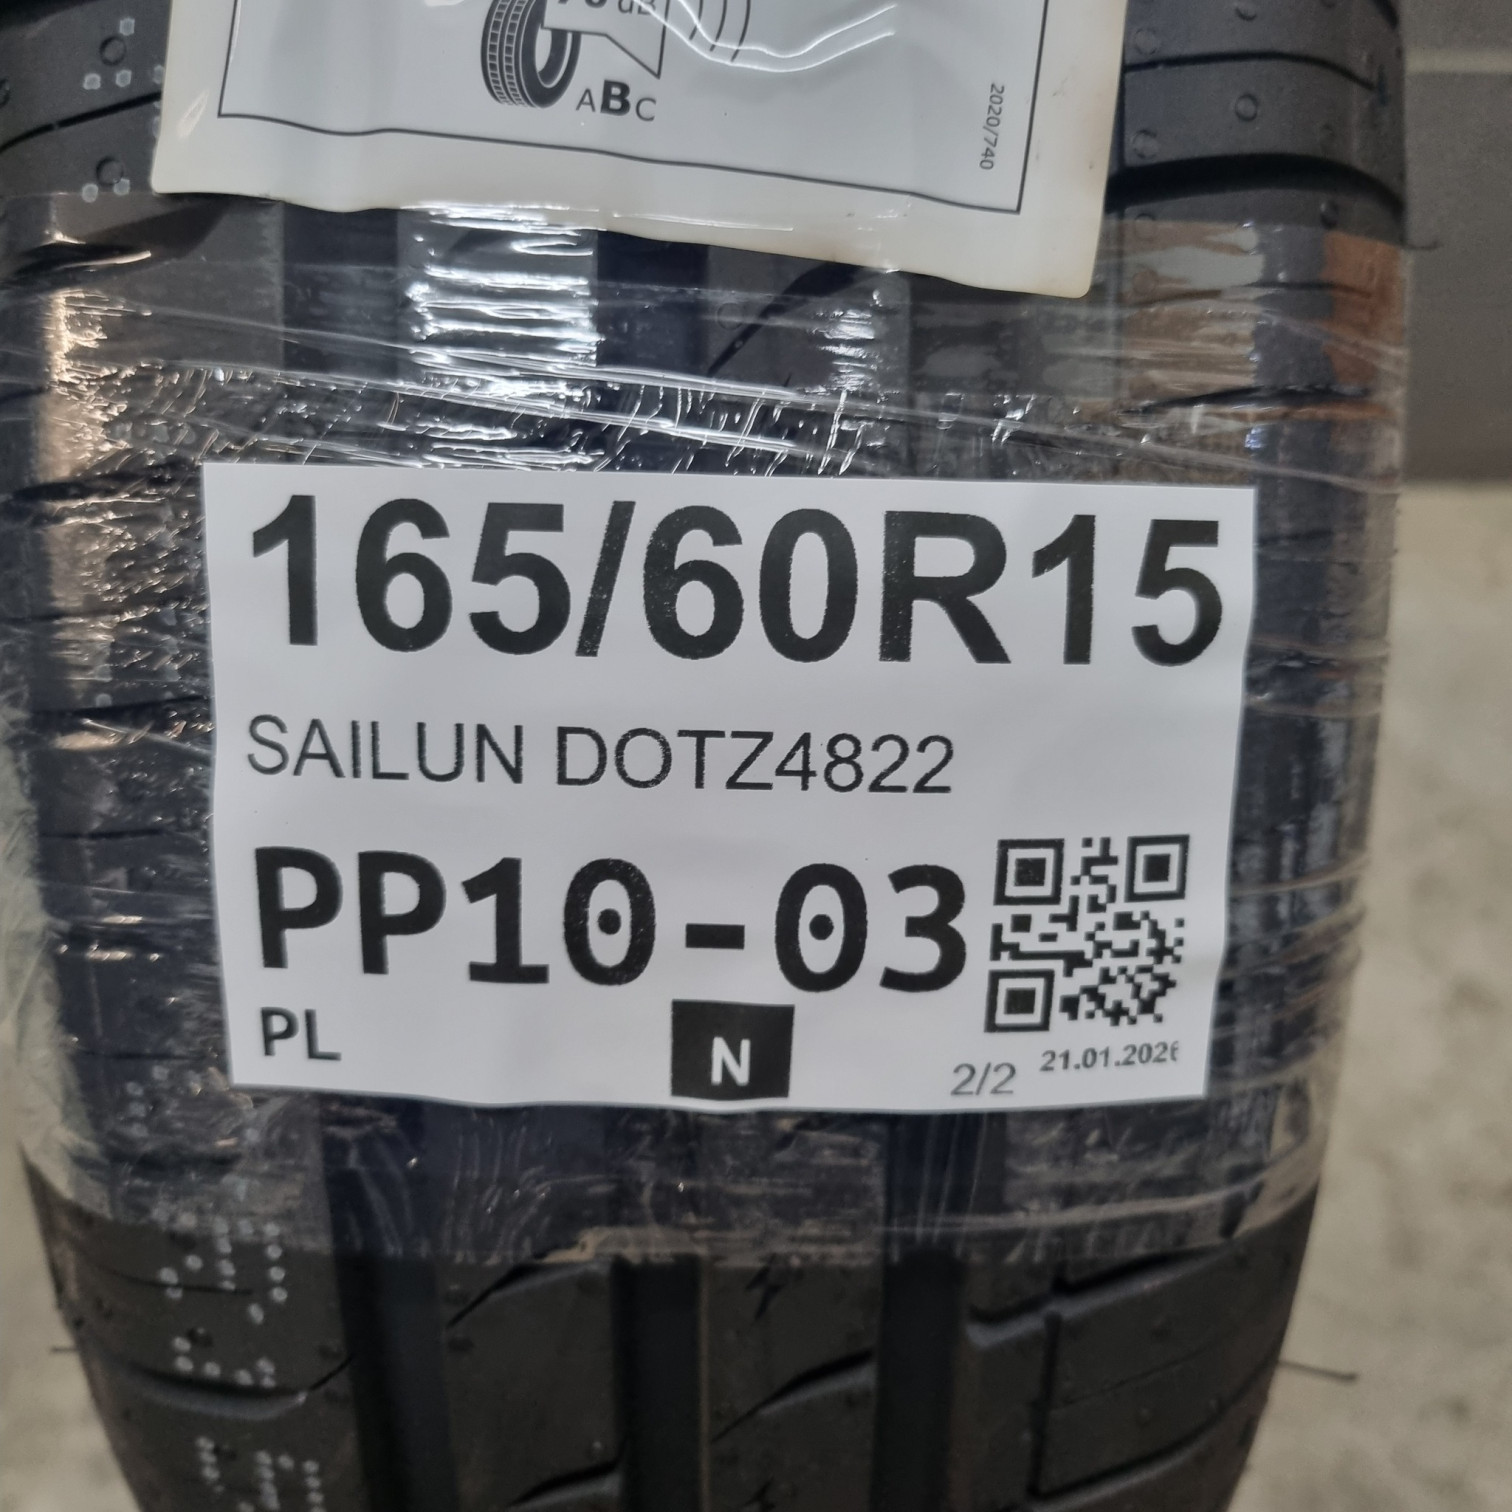 ABC
2020/740
165/60R15
SAILUN DOTZ4822
PP10-03
PL
N
2/2
21.01.2026